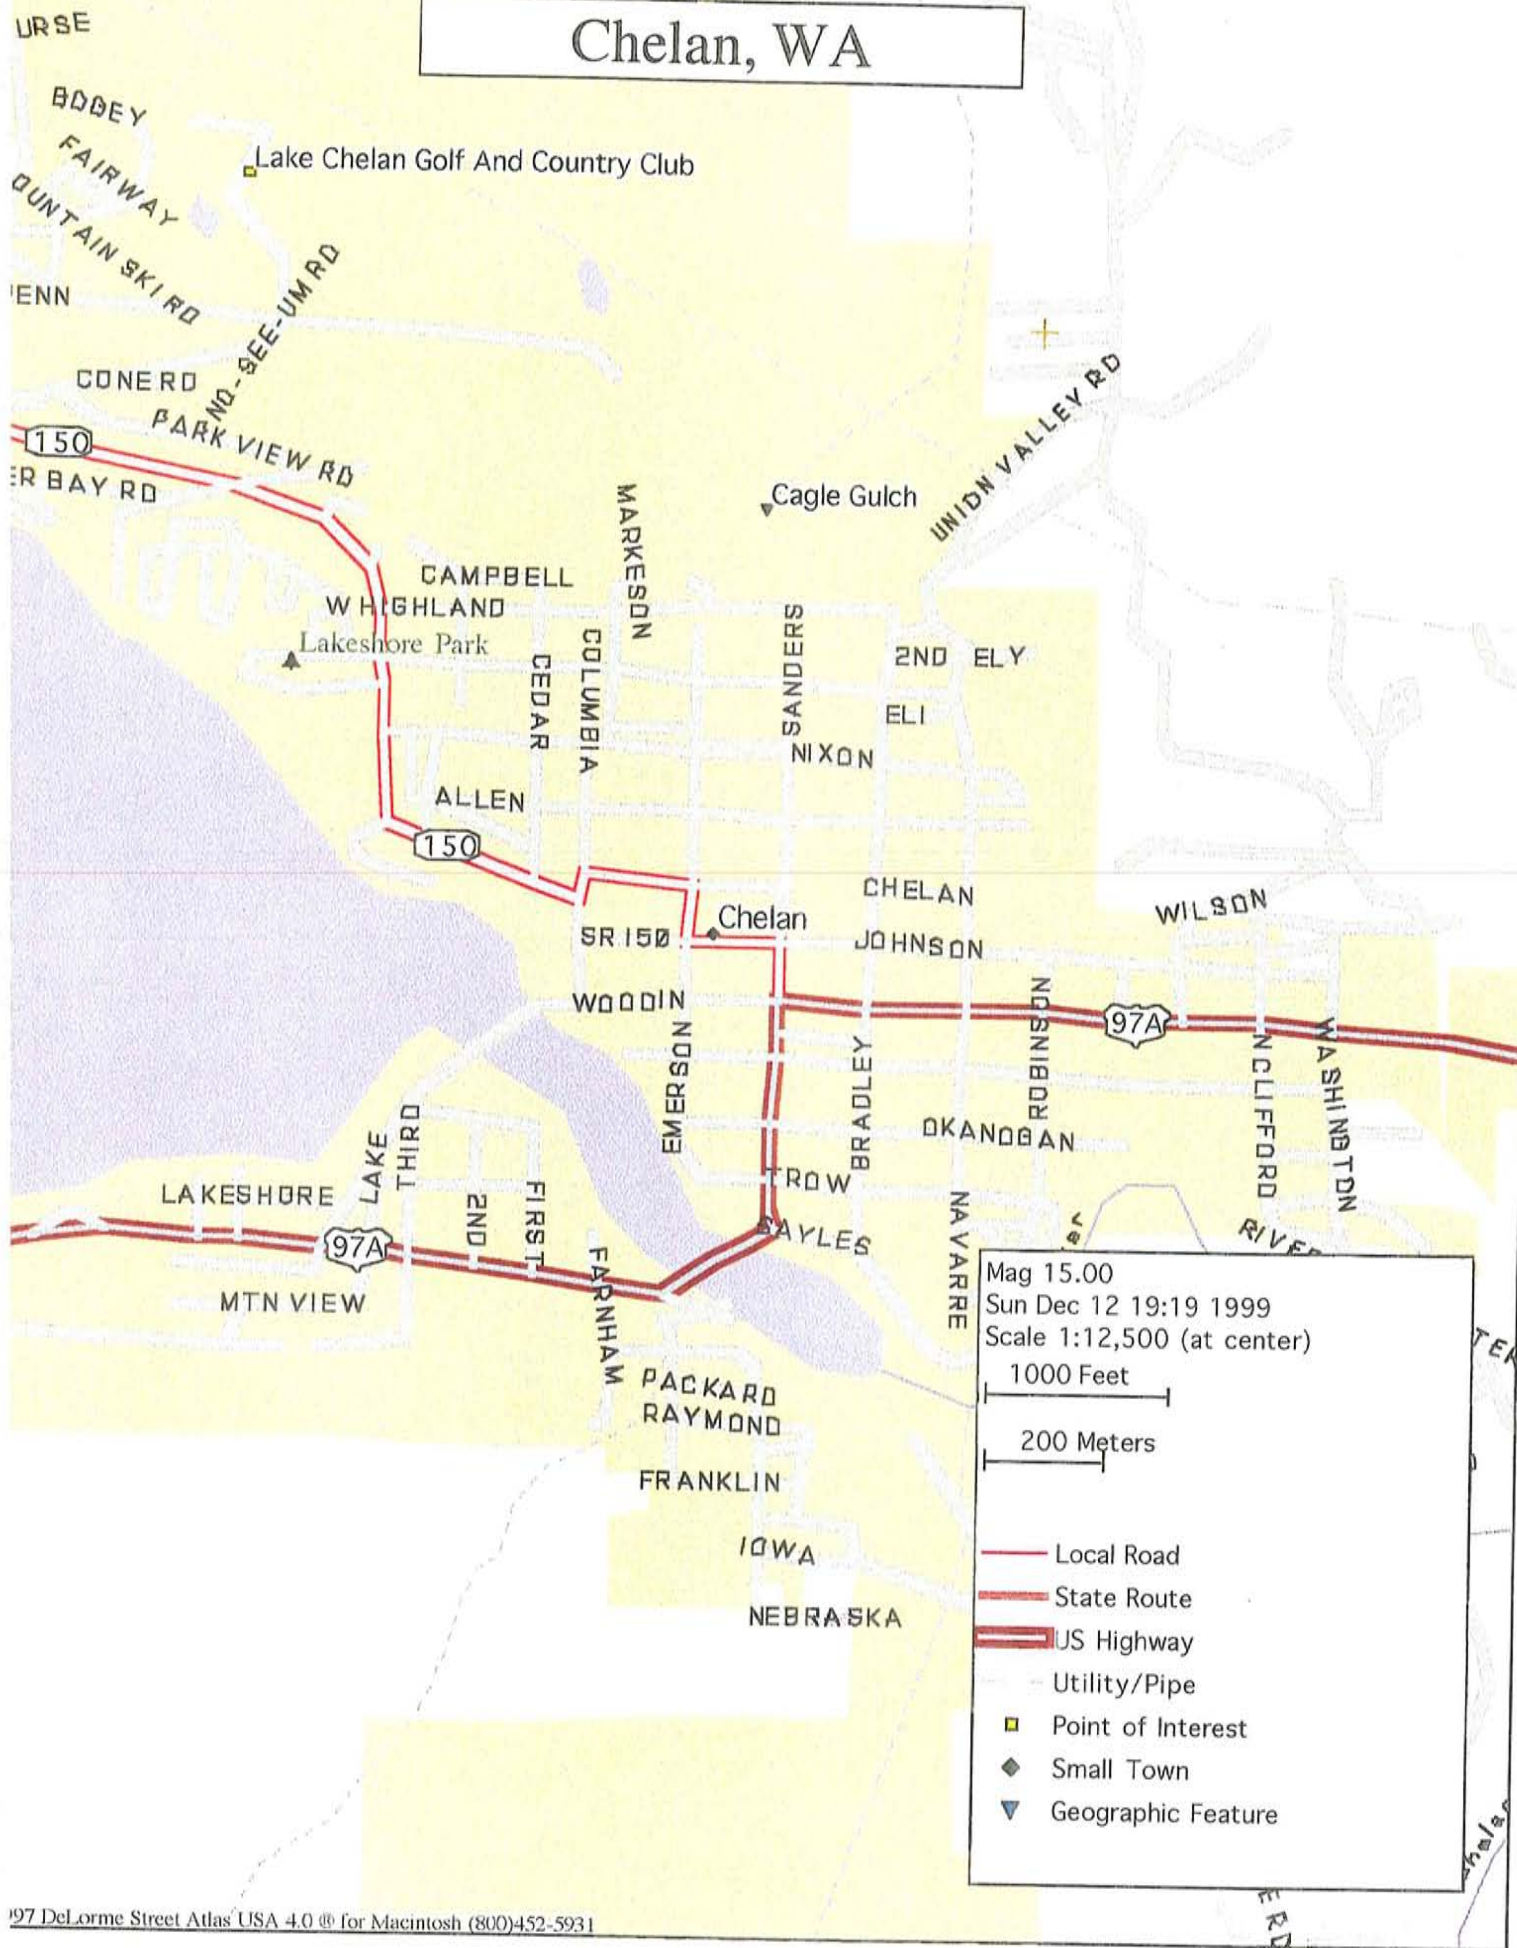 Chelan, WA
URSE
BOGEY
FAIRWAY
OUNTAIN SKI RD
Lake Chelan Golf And Country Club
ENN
NO-SEE-UM RD
CONERD
PARK VIEW RD
150
ER BAY RD
UNION VALLEY RD
Cagle Gulch
MARKESON
CAMPBELL
W HIGHLAND
Lakeshore Park
CEDAR
COLUMBIA
SANDERS
2ND ELY
ELI
NIXON
ALLEN
150
CHELAN
WILSON
Chelan
SR 150
JOHNSON
WOODIN
ROBINSON
97A
EMERSON
BRADLEY
N CLIFFORD
WASHINGTON
OKANOGAN
LAKE
THIRD
TROW
LAKESHORE
2ND
FIRST
SAYLES
NAVARRE
RIVER
97A
FARNHAM
MTN VIEW
PACKARD
RAYMOND
FRANKLIN
IOWA
NEBRASKA
Mag 15.00
Sun Dec 12 19:19 1999
Scale 1:12,500 (at center)
1000 Feet
200 Meters
Local Road
State Route
US Highway
Utility/Pipe
Point of Interest
Small Town
Geographic Feature
97 DeLorme Street Atlas USA 4.0 ® for Macintosh (800)452-5931